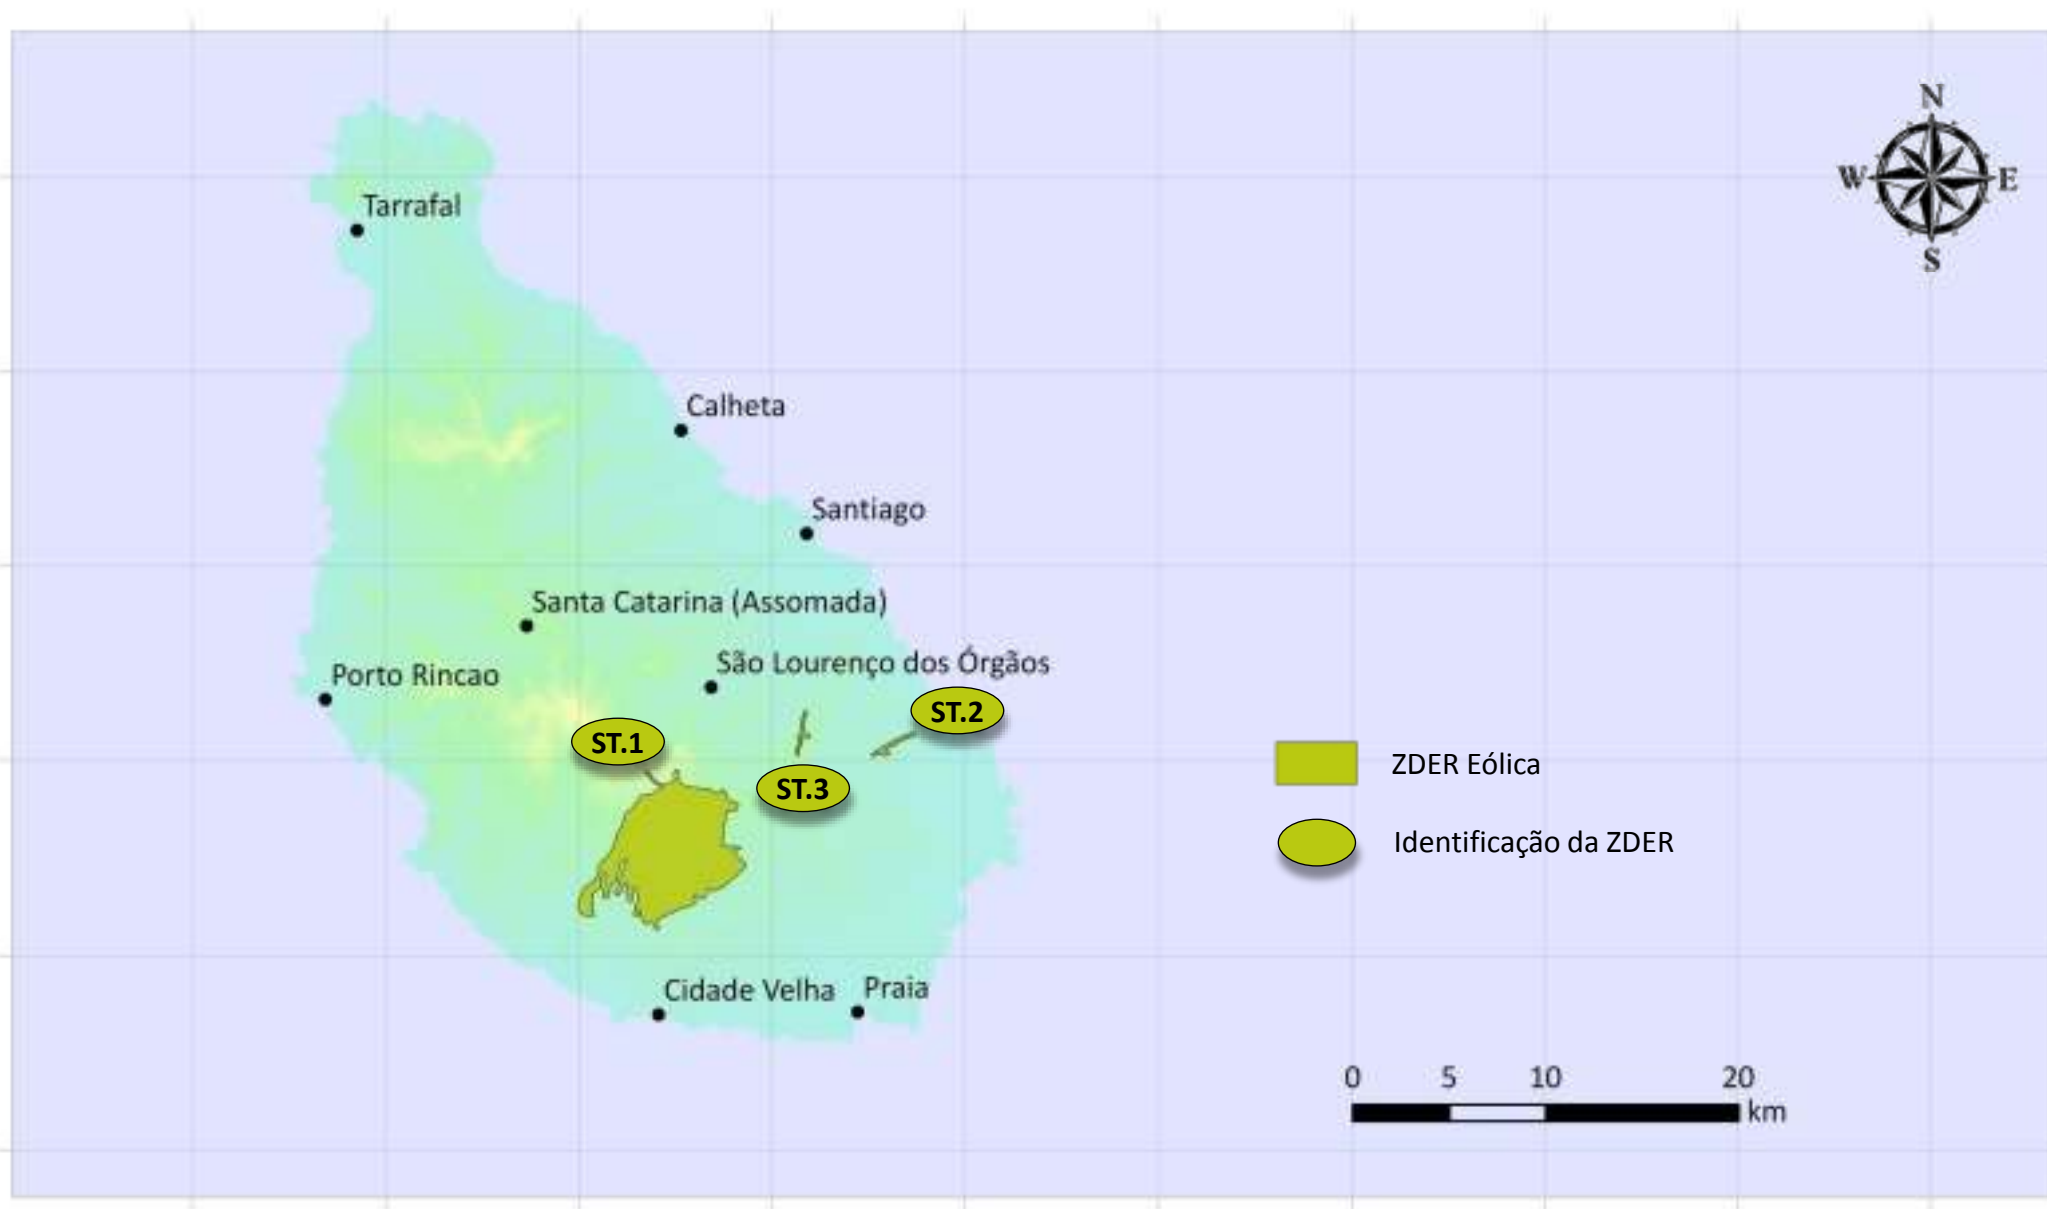 N
W E
S
Tarrafal
Calheta
Santiago
Santa Catarina (Assomada)
São Lourenço dos Órgãos
Porto Rincao
ST.2
ST.1
ST.3
ZDER Eólica
Identificação da ZDER
Cidade Velha
Praia
0 5 10 20
km